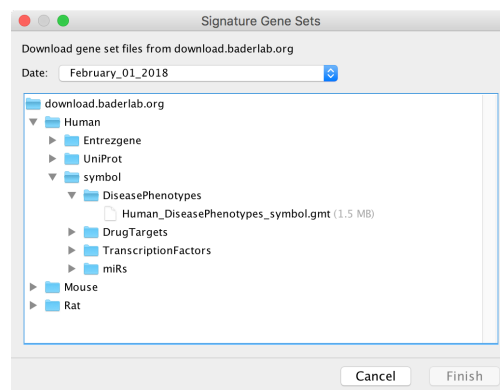 Signature Gene Sets
Download gene set files from download.baderlab.org
Date: February_01_2018
download.baderlab.org
Human
Entrezgene
UniProt
symbol
DiseasePhenotypes
Human_DiseasePhenotypes_symbol.gmt (1.5 MB)
DrugTargets
TranscriptionFactors
miRs
Mouse
Rat
Cancel Finish